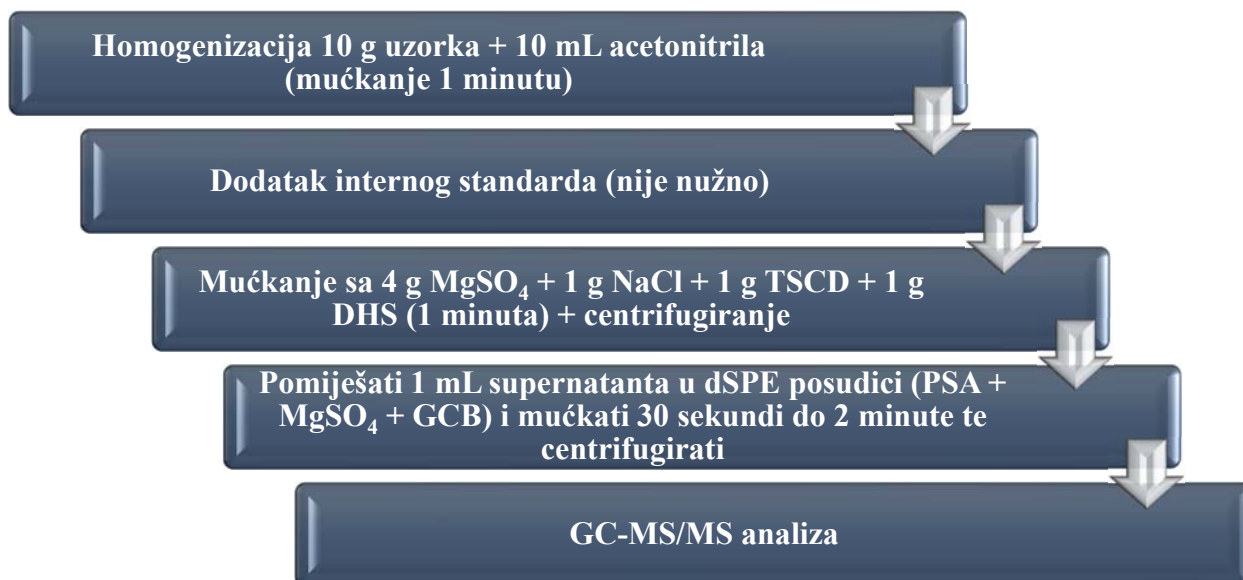 Homogenizacija 10 g uzorka + 10 mL acetonitrila
(mućkanje 1 minutu)
Dodatak internog standarda (nije nužno)
Mućkanje sa 4 g MgSO₄ + 1 g NaCl + 1 g TSCD + 1 g
DHS (1 minuta) + centrifugiranje
Pomiješati 1 mL supernatanta u dSPE posudici (PSA +
MgSO₄ + GCB) i mućkati 30 sekundi do 2 minute te
centrifugirati
GC-MS/MS analiza